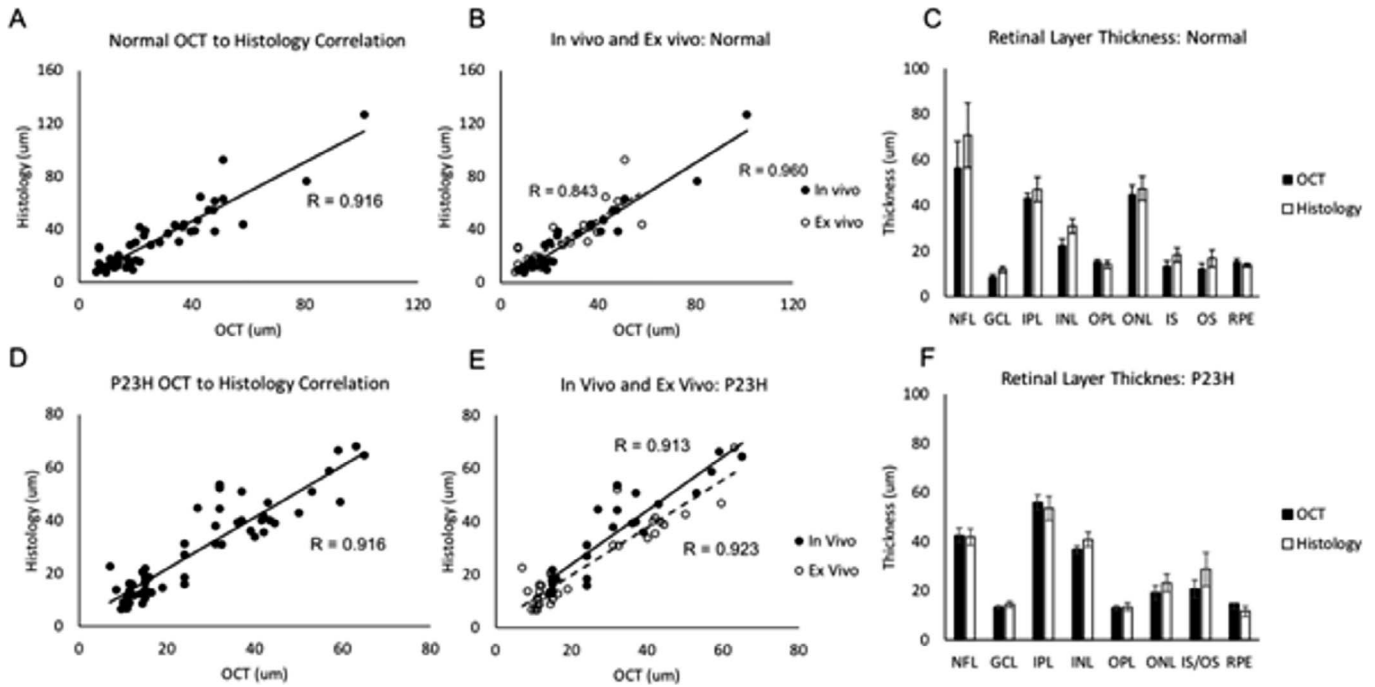 A
Normal OCT to Histology Correlation
Histology (um)
160
120
80
40
0
R = 0.916
0 40 80 120
OCT (um)
B
In vivo and Ex vivo: Normal
Histology (um)
160
120
80
40
0
R = 0.843
R = 0.960
In vivo
Ex vivo
0 40 80 120
OCT (um)
C
Retinal Layer Thickness: Normal
Thickness (um)
100
80
60
40
20
0
OCT
Histology
NFL GCL IPL INL OPL ONL IS OS RPE
D
P23H OCT to Histology Correlation
Histology (um)
80
60
40
20
0
R = 0.916
0 20 40 60 80
OCT (um)
E
In Vivo and Ex Vivo: P23H
Histology (um)
80
60
40
20
0
R = 0.913
R = 0.923
In Vivo
Ex Vivo
0 20 40 60 80
OCT (um)
F
Retinal Layer Thicknes: P23H
Thickness (um)
100
80
60
40
20
0
OCT
Histology
NFL GCL IPL INL OPL ONL IS/OS RPE